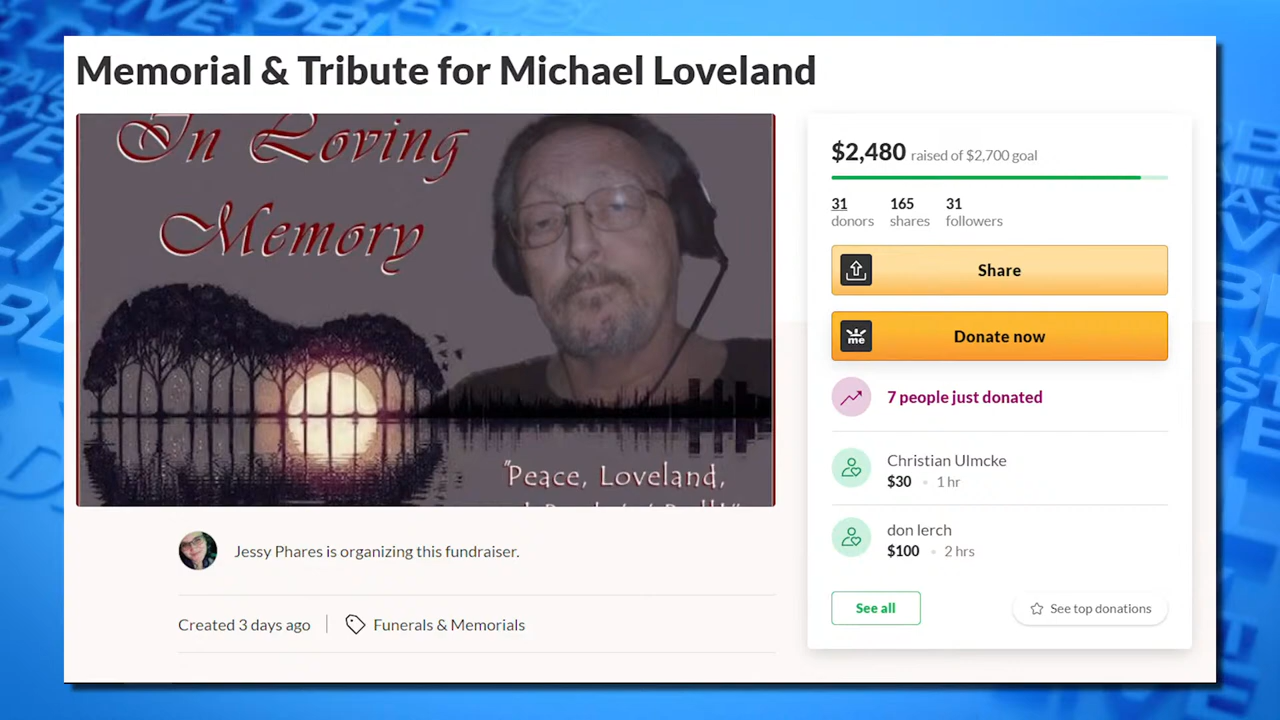 Memorial & Tribute for Michael Loveland
In Loving
Memory
"Peace, Loveland,
$2,480 raised of $2,700 goal
31 165 31
donors shares followers
Share
me Donate now
7 people just donated
Christian Ulmcke
$30 • 1 hr
don lerch
$100 • 2 hrs
See all See top donations
Jessy Phares is organizing this fundraiser.
Created 3 days ago Funerals & Memorials